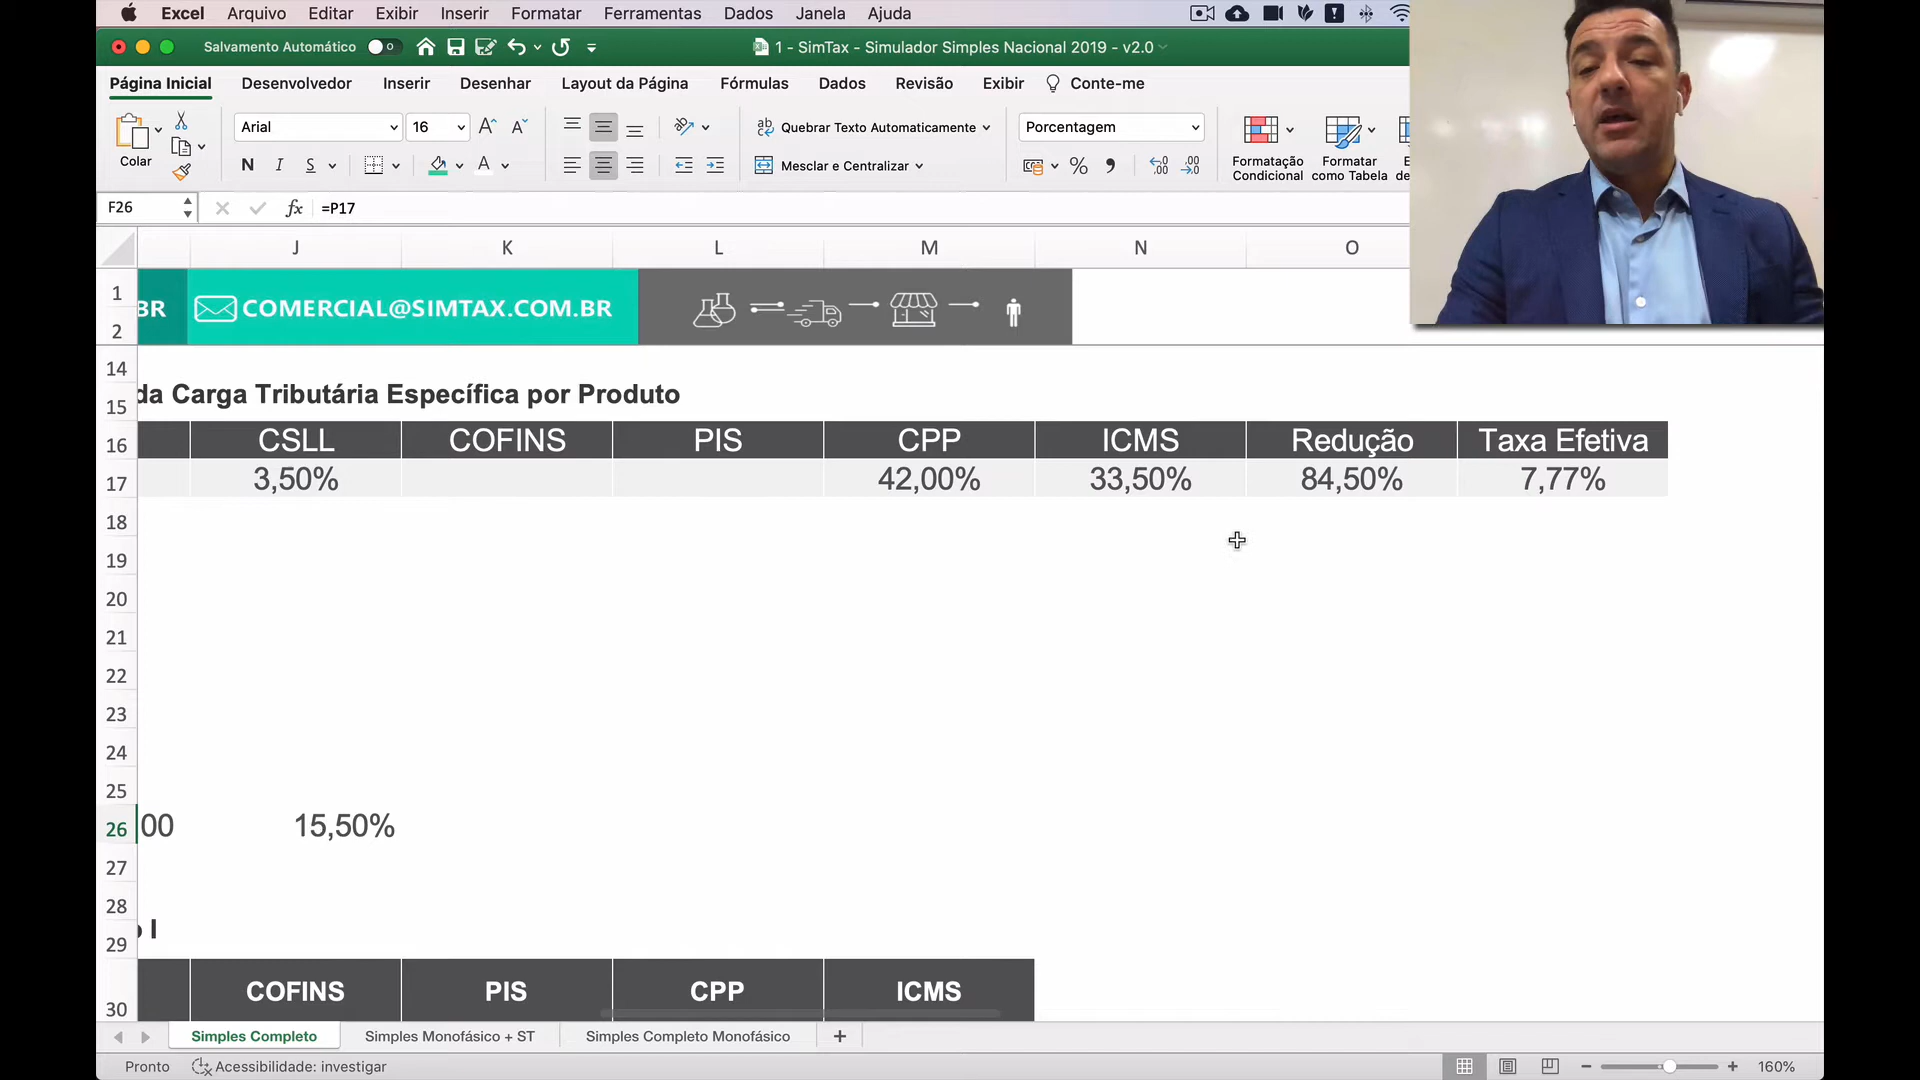 Excel Arquivo Editar Exibir Inserir Formatar Ferramentas Dados Janela Ajuda
Salvamento Automático
1 - SimTax - Simulador Simples Nacional 2019 - v2.0
Página Inicial Desenvolvedor Inserir Desenhar Layout da Página Fórmulas Dados Revisão Exibir Conte-me
Colar
Arial 16
N I S A
Quebrar Texto Automaticamente
Mesclar e Centralizar
Porcentagem
Formatação Condicional
Formatar como Tabela
F26 fx =P17
J K L M N O
1
2
BR COMERCIAL@SIMTAX.COM.BR
14
15 da Carga Tributária Específica por Produto
16 CSLL COFINS PIS CPP ICMS Redução Taxa Efetiva
17 3,50% 42,00% 33,50% 84,50% 7,77%
18
19
20
21
22
23
24
25
26 00 15,50%
27
28
29 o I
30 COFINS PIS CPP ICMS
Simples Completo Simples Monofásico + ST Simples Completo Monofásico +
Pronto Acessibilidade: investigar 160%